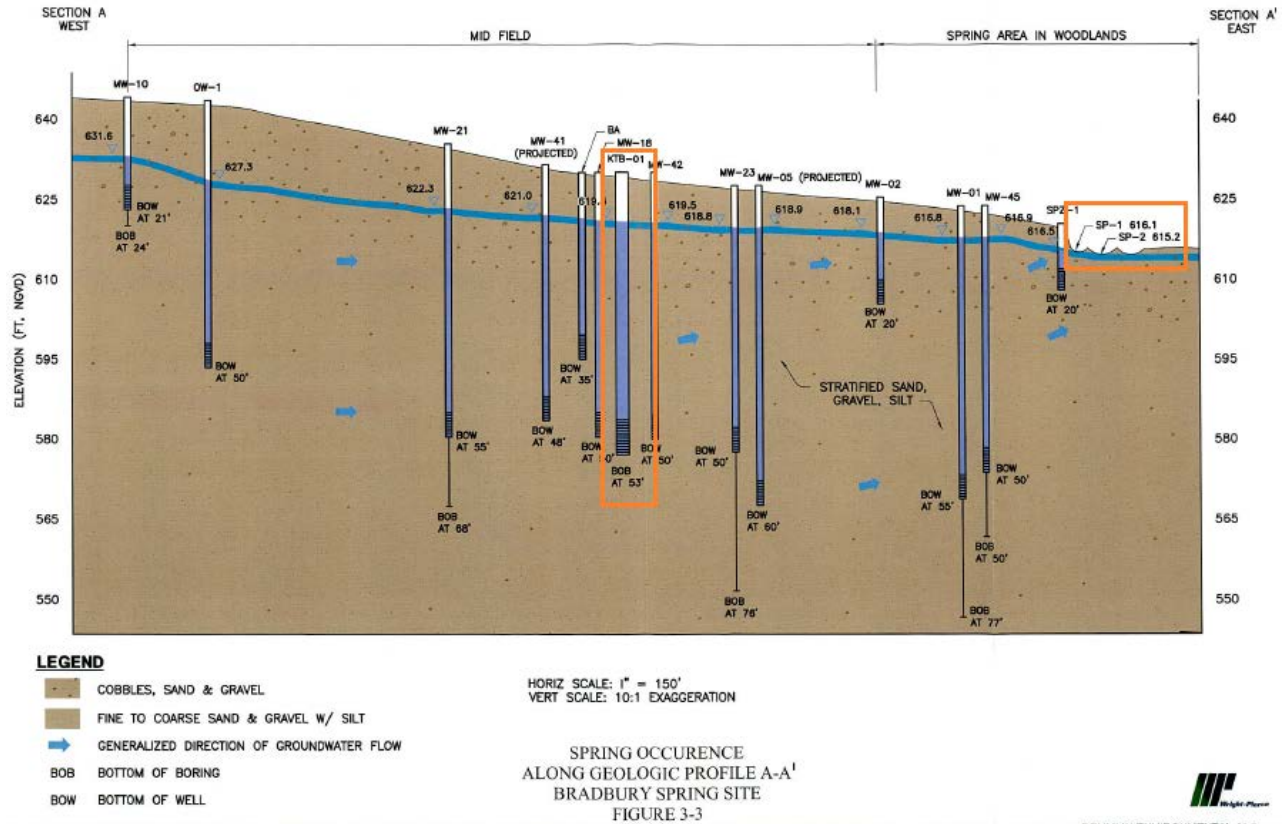 SECTION A
WEST
SECTION A'
EAST
MID FIELD
SPRING AREA IN WOODLANDS
MW-10
OW-1
MW-21
MW-41
(PROJECTED)
BA
MW-18
KTB-01
MW-42
MW-23
MW-05 (PROJECTED)
MW-02
MW-01
MW-45
SP2-1
SP-1 616.1
SP-2 615.2
640
625
610
595
580
565
550
ELEVATION (FT, NGVD)
640
625
610
595
580
565
550
631.6
627.3
622.3
621.0
619.5
618.8
618.9
618.1
616.8
616.9
616.5
BOW
AT 21'
BOB
AT 24'
BOW
AT 50'
BOW
AT 55'
BOB
AT 68'
BOW
AT 48'
BOW
AT 35'
BOW
BOB
AT 53'
BOW
AT 50'
BOW
AT 50'
BOB
AT 76'
BOW
AT 60'
BOW
AT 20'
BOW
AT 55'
BOB
AT 77'
BOW
AT 50'
BOB
AT 50'
BOW
AT 20'
STRATIFIED SAND,
GRAVEL, SILT
LEGEND
COBBLES, SAND & GRAVEL
FINE TO COARSE SAND & GRAVEL W/ SILT
GENERALIZED DIRECTION OF GROUNDWATER FLOW
BOB BOTTOM OF BORING
BOW BOTTOM OF WELL
HORIZ SCALE: 1" = 150'
VERT SCALE: 10:1 EXAGGERATION
SPRING OCCURENCE
ALONG GEOLOGIC PROFILE A-A'
BRADBURY SPRING SITE
FIGURE 3-3
Wright-Pierce